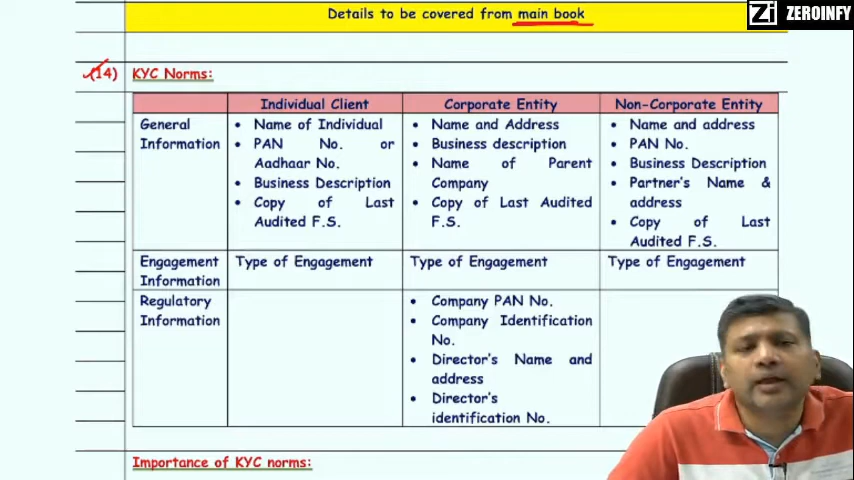 Details to be covered from main book
Zi ZEROINFY
(14) KYC Norms:
Individual Client Corporate Entity Non-Corporate Entity
General Information
• Name of Individual
• PAN No. or
Aadhaar No.
• Business Description
• Copy of Last
Audited F.S.
• Name and Address
• Business description
• Name of Parent
Company
• Copy of Last Audited
F.S.
• Name and address
• PAN No.
• Business Description
• Partner's Name &
address
• Copy of Last
Audited F.S.
Engagement
Information
Type of Engagement
Type of Engagement
Type of Engagement
Regulatory
Information
• Company PAN No.
• Company Identification
No.
• Director's Name and
address
• Director's
identification No.
Importance of KYC norms: